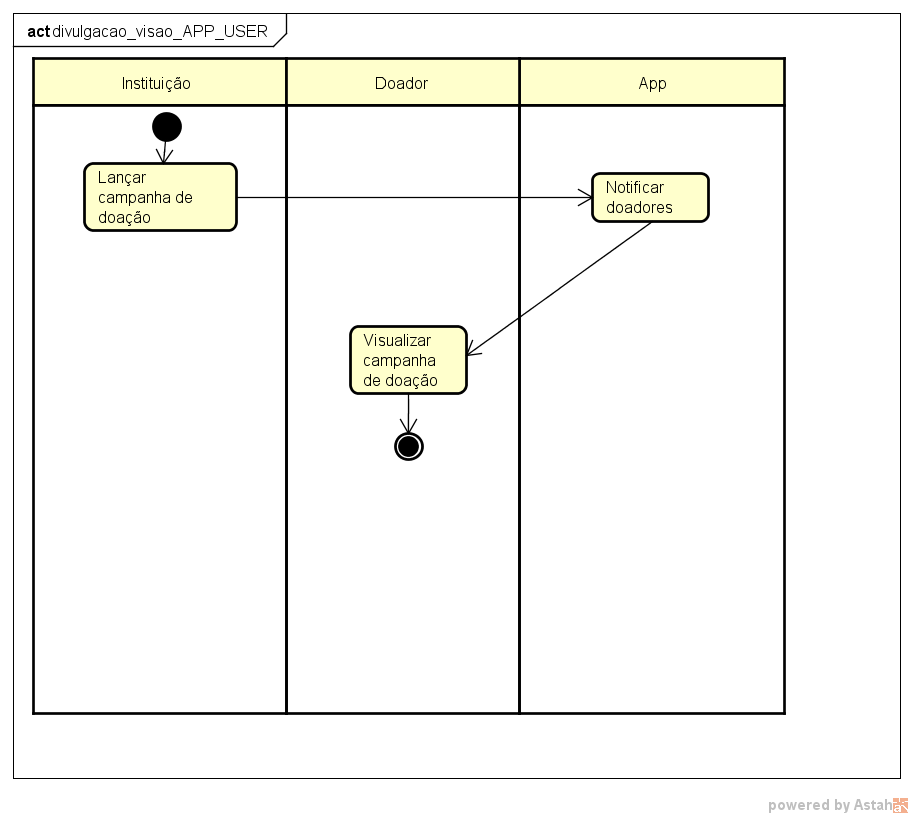 act divulgacao_visao_APP_USER
Instituição
Doador
App
Lançar
campanha de
doação
Notificar
doadores
Visualizar
campanha
de doação
powered by Astah